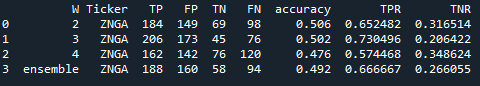 W Ticker TP FP TN FN accuracy TPR TNR
0 2 ZNGA 184 149 69 98 0.506 0.652482 0.316514
1 3 ZNGA 206 173 45 76 0.502 0.730496 0.206422
2 4 ZNGA 162 142 76 120 0.476 0.574468 0.348624
3 ensemble ZNGA 188 160 58 94 0.492 0.666667 0.266055